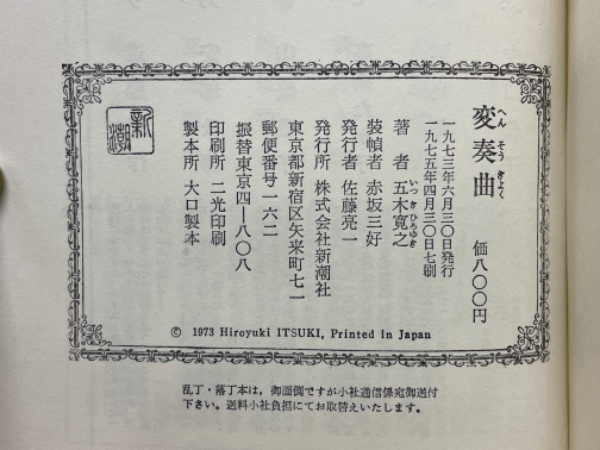 変奏曲 価八〇〇円
へんそうきょく
一九七三年六月三〇日発行
一九七五年四月三〇日七刷
著者 五木寛之
いつきひろゆき
装幀者 赤坂三好
発行者 佐藤亮一
発行所 株式会社新潮社
東京都新宿区矢来町七一
郵便番号一六二
振替東京四―八〇八
印刷所 二光印刷
製本所 大口製本
新潮
© 1973 Hiroyuki ITSUKI, Printed in Japan
乱丁・落丁本は，御面倒ですが小社通信係宛御送付
下さい。送料小社負担にてお取替えいたします。